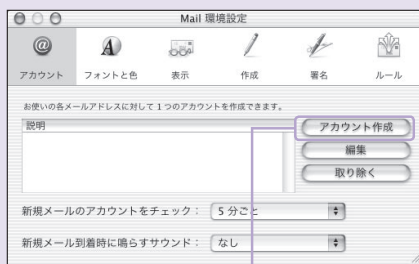 Mail 環境設定
アカウント フォントと色 表示 作成 署名 ルール
お使いの各メールアドレスに対して 1 つのアカウントを作成できます。
説明
アカウント作成
編集
取り除く
新規メールのアカウントをチェック： 5 分ごと
新規メール到着時に鳴らすサウンド： なし